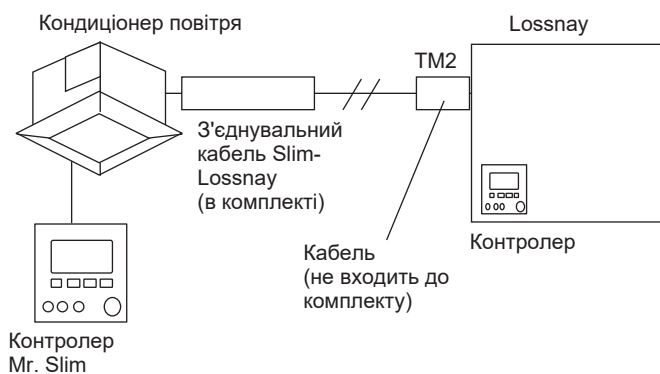 Кондиціонер повітря
Lossnay
TM2
З'єднувальний
кабель Slim-
Lossnay
(в комплекті)
Кабель
(не входить до
комплекту)
Контролер
Контролер
Mr. Slim